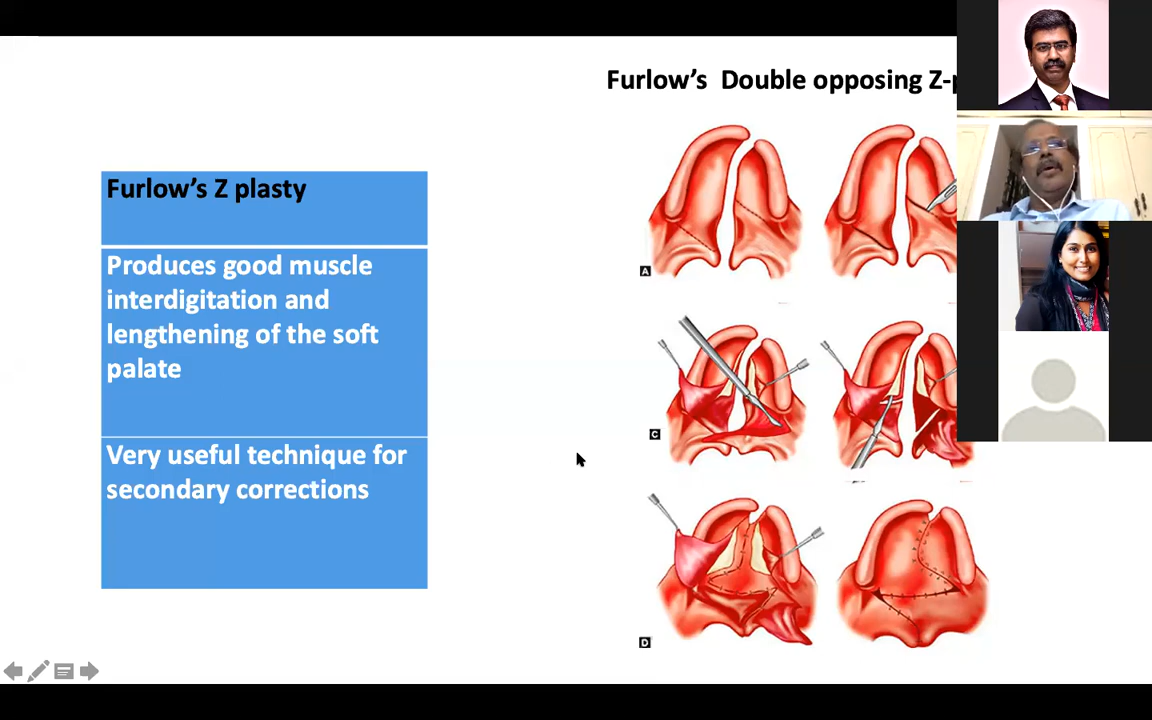 Furlow’s Double opposing Z-
Furlow’s Z plasty
Produces good muscle
interdigitation and
lengthening of the soft
palate
Very useful technique for
secondary corrections
A
C
D